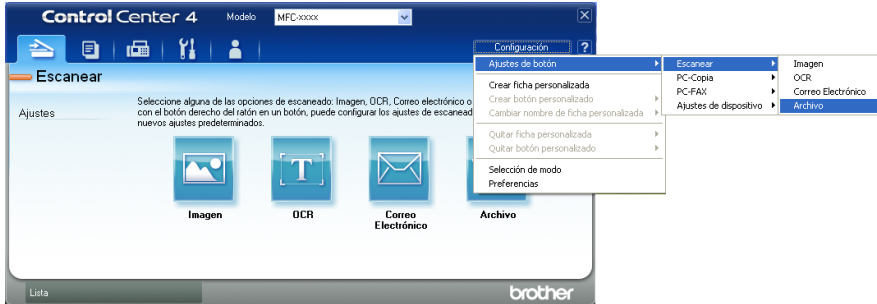 Control Center 4
Modelo
MFC-xxxx
Configuración
?
Escanear
Ajustes
Seleccione alguna de las opciones de escaneado: Imagen, OCR, Correo electrónico o
con el botón derecho del ratón en un botón, puede configurar los ajustes de escanead
nuevos ajustes predeterminados.
Imagen
OCR
Correo
Electrónico
Archivo
Ajustes de botón
Crear ficha personalizada
Crear botón personalizado
Cambiar nombre de ficha personalizada
Quitar ficha personalizada
Quitar botón personalizado
Selección de modo
Preferencias
Escanear
PC-Copia
PC-FAX
Ajustes de dispositivo
Imagen
OCR
Correo Electrónico
Archivo
Lista
brother